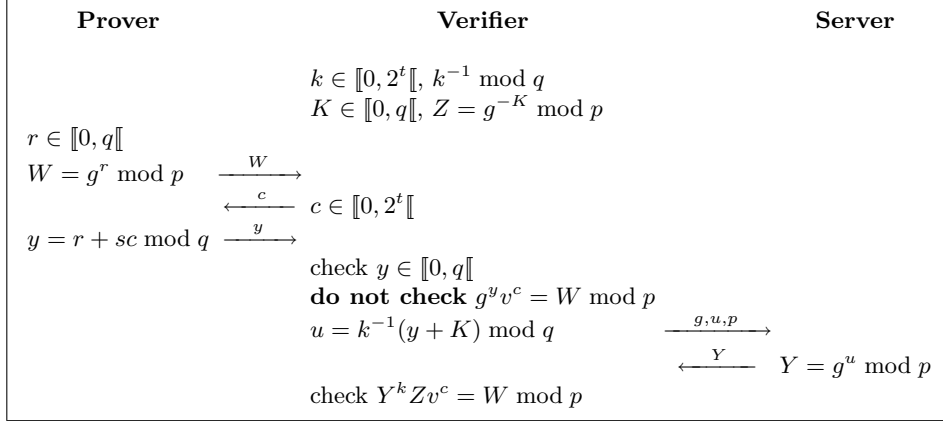 Prover Verifier Server
k ∈ ⟦0, 2^t⟦, k^{-1} mod q
K ∈ ⟦0, q⟦, Z = g^{-K} mod p
r ∈ ⟦0, q⟦
W = g^r mod p W
c c ∈ ⟦0, 2^t⟦
y = r + sc mod q y
check y ∈ ⟦0, q⟦
do not check g^y v^c = W mod p
u = k^{-1}(y + K) mod q g,u,p
Y Y = g^u mod p
check Y^k Z v^c = W mod p